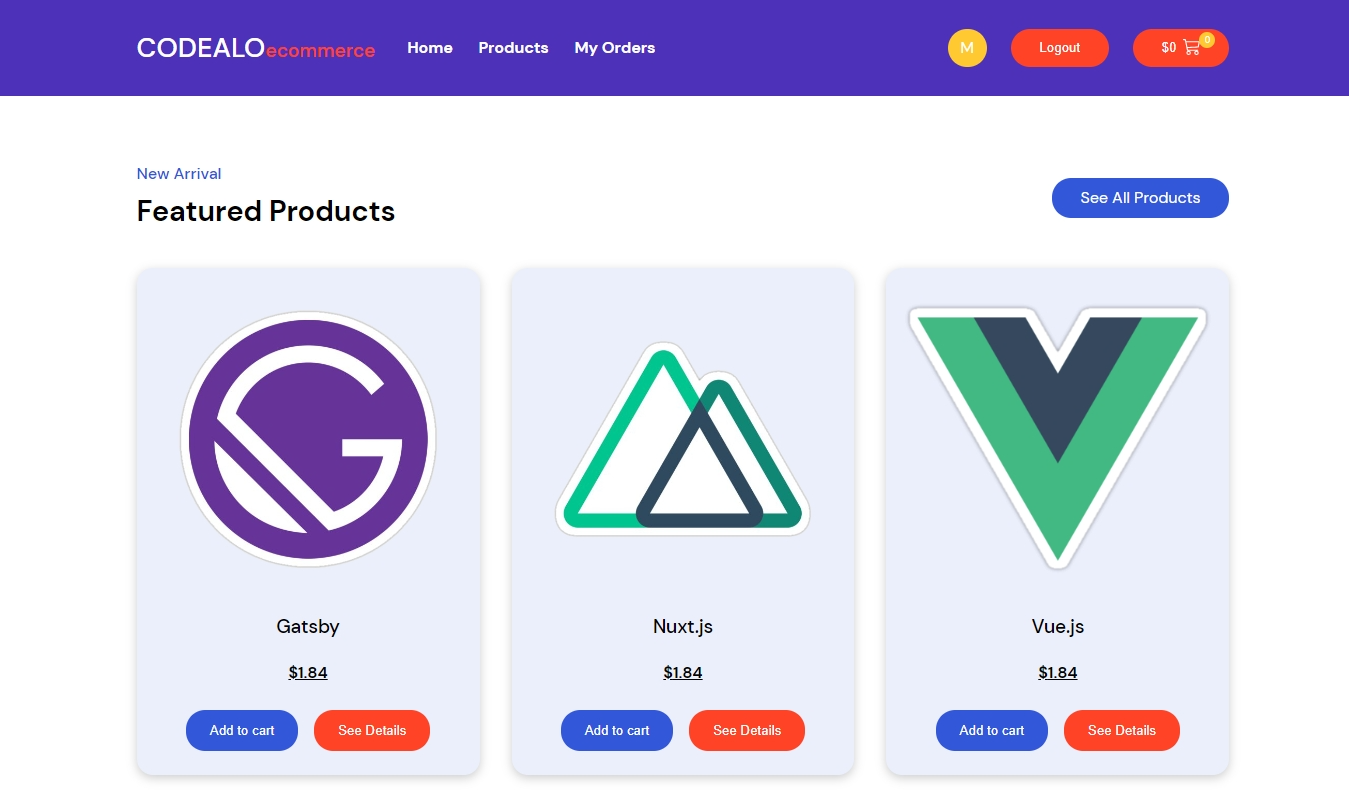 CODEALOecommerce Home Products My Orders M Logout $0 0
New Arrival
Featured Products
See All Products
Gatsby Nuxt.js Vue.js
$1.84 $1.84 $1.84
Add to cart See Details Add to cart See Details Add to cart See Details